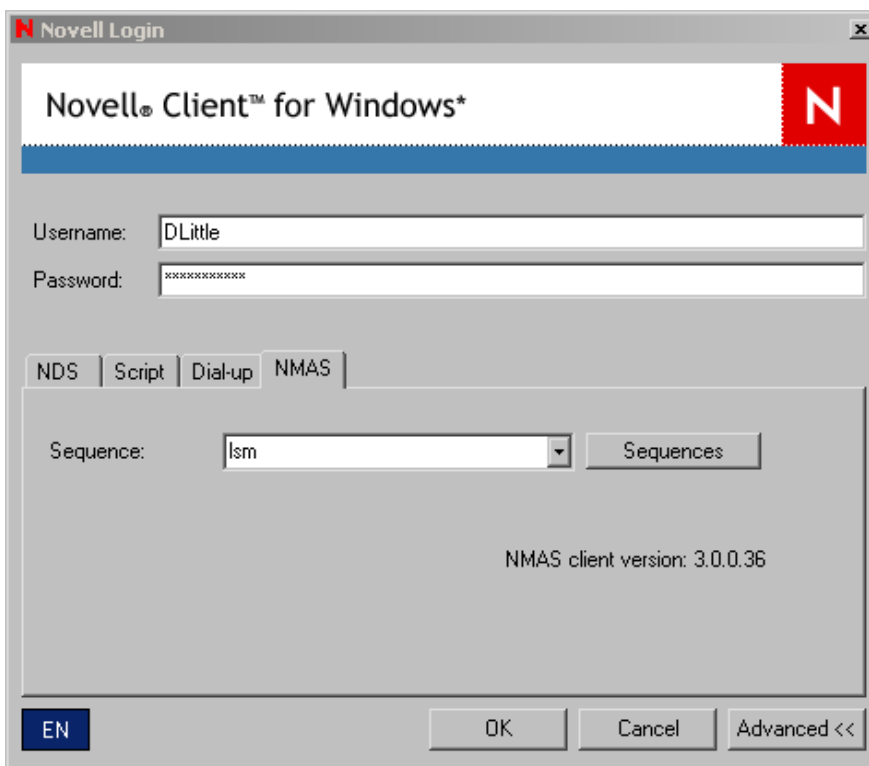 N Novell Login
Novell® Client™ for Windows*
N
Username: DLittle
Password: ***********
NDS Script Dial-up NMAS
Sequence: lsm Sequences
NMAS client version: 3.0.0.36
EN OK Cancel Advanced <<